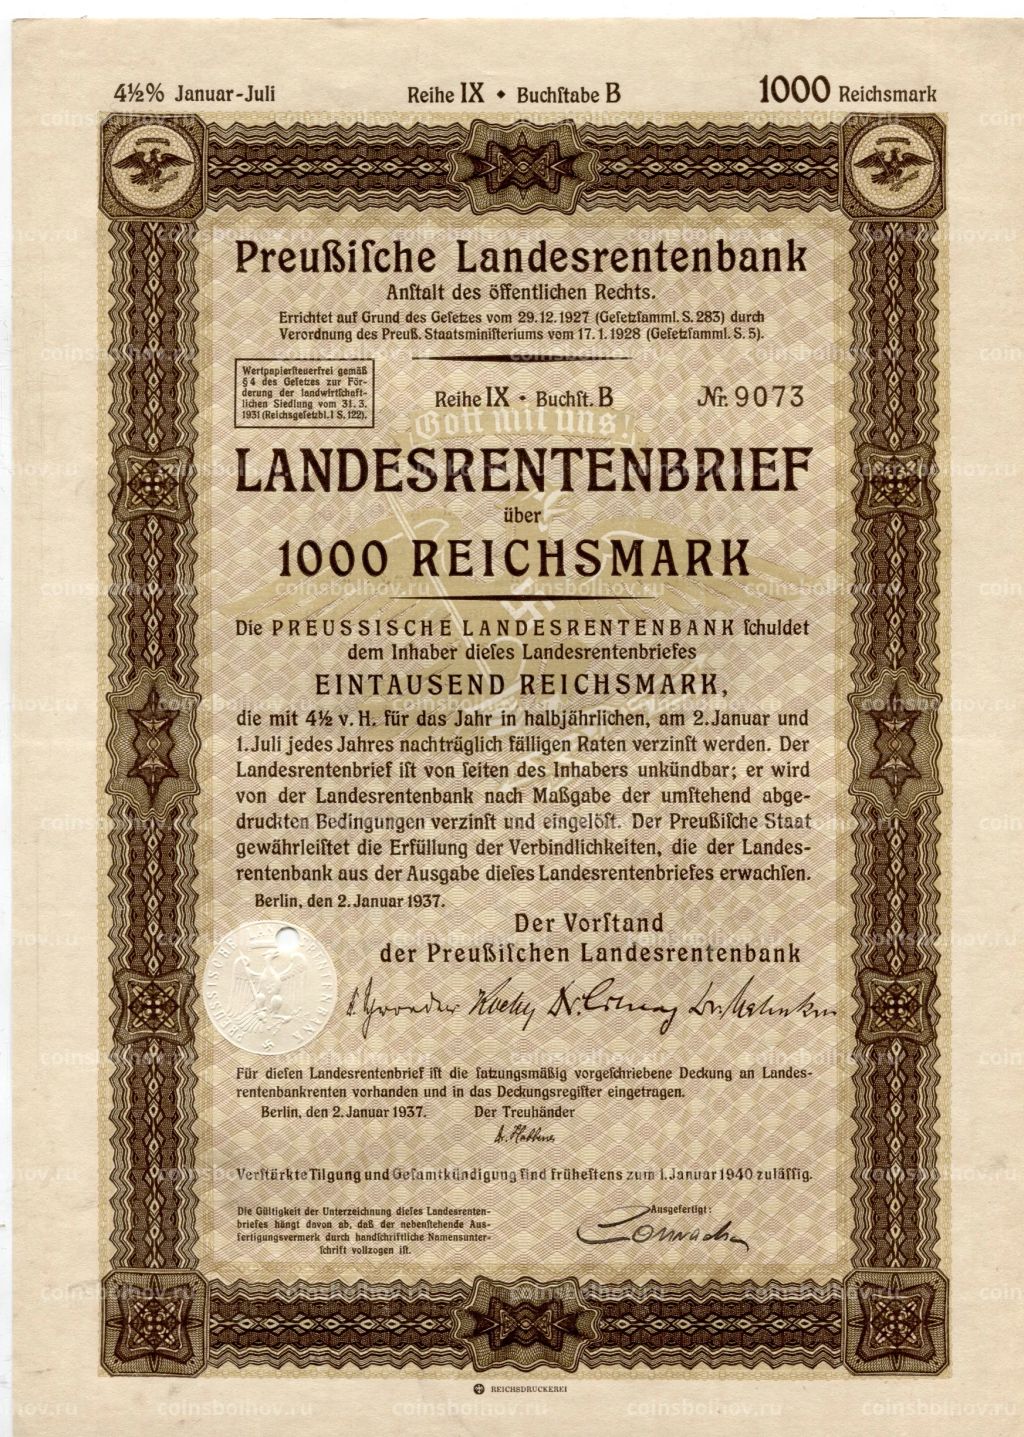 4½% Januar-Juli Reihe IX • Buchſtabe B 1000 Reichsmark
Preußiſche Landesrentenbank
Anſtalt des öffentlichen Rechts.
Errichtet auf Grund des Geſetzes vom 29.12.1927 (Geſetzſamml. S. 283) durch
Verordnung des Preuß. Staatsminiſteriums vom 17.1.1928 (Geſetzſamml. S. 5).
Wertpapierſteuerfrei gemäß
§ 4 des Geſetzes zur För-
derung der landwirtſchaft-
lichen Siedlung vom 31. 3.
1931 (Reichsgeſetzbl. I S. 122).
Reihe IX • Buchſt. B Nr. 9073
Gott mit uns!
LANDESRENTENBRIEF
über
1000 REICHSMARK
Die PREUSSISCHE LANDESRENTENBANK ſchuldet
dem Inhaber dieſes Landesrentenbriefes
EINTAUSEND REICHSMARK,
die mit 4½ v. H. für das Jahr in halbjährlichen, am 2. Januar und
1. Juli jedes Jahres nachträglich fälligen Raten verzinſt werden. Der
Landesrentenbrief iſt von ſeiten des Inhabers unkündbar; er wird
von der Landesrentenbank nach Maßgabe der umſtehend abge-
druckten Bedingungen verzinſt und eingelöſt. Der Preußiſche Staat
gewährleiſtet die Erfüllung der Verbindlichkeiten, die der Landes-
rentenbank aus der Ausgabe dieſes Landesrentenbriefes erwachſen.
Berlin, den 2. Januar 1937.
Der Vorſtand
der Preußiſchen Landesrentenbank
PREUSSISCHE LANDESRENTENBANK
Für dieſen Landesrentenbrief iſt die ſatzungsmäßig vorgeſchriebene Deckung an Landes-
rentenbankrenten vorhanden und in das Deckungsregiſter eingetragen.
Berlin, den 2. Januar 1937. Der Treuhänder
Verſtärkte Tilgung und Geſamtkündigung ſind früheſtens zum 1. Januar 1940 zuläſſig.
Die Gültigkeit der Unterzeichnung dieſes Landesrenten-
briefes hängt davon ab, daß der nebenſtehende Aus-
fertigungsvermerk durch handſchriftliche Namensunter-
ſchrift vollzogen iſt.
Ausgefertigt:
REICHSDRUCKEREI
coinsbolhov.ru